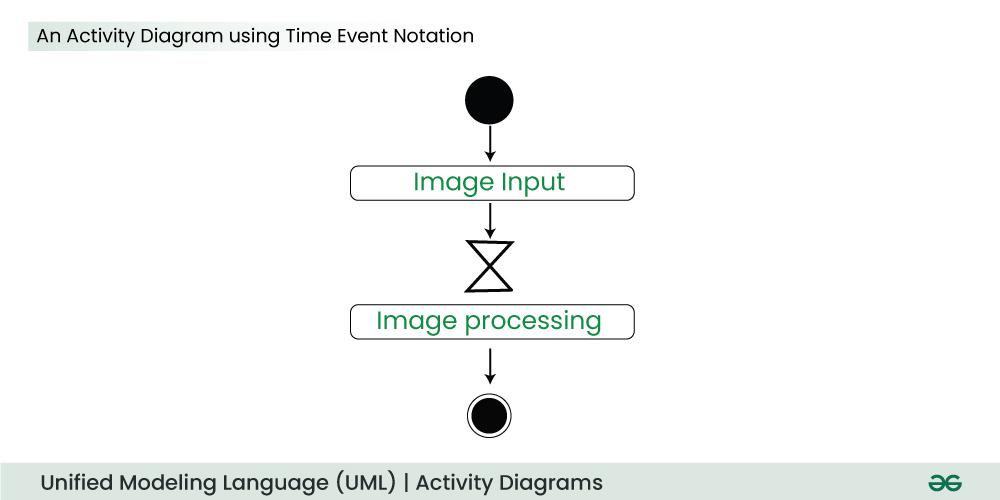 An Activity Diagram using Time Event Notation
Image Input
Image processing
Unified Modeling Language (UML) | Activity Diagrams